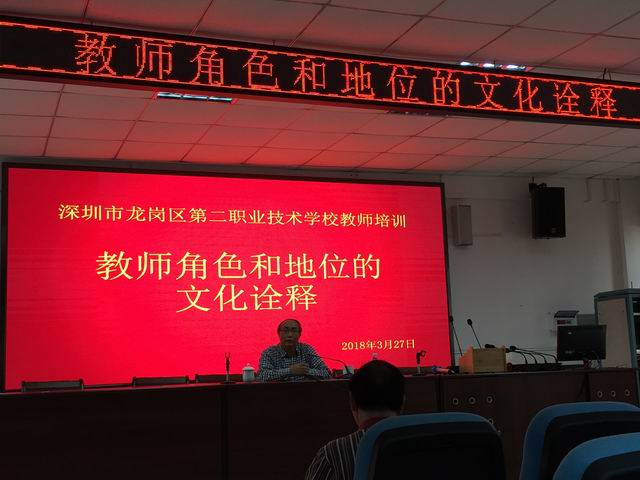 教师角色和地位的文化诠释
深圳市龙岗区第二职业技术学校教师培训
教师角色和地位的
文化诠释
2018年3月27日